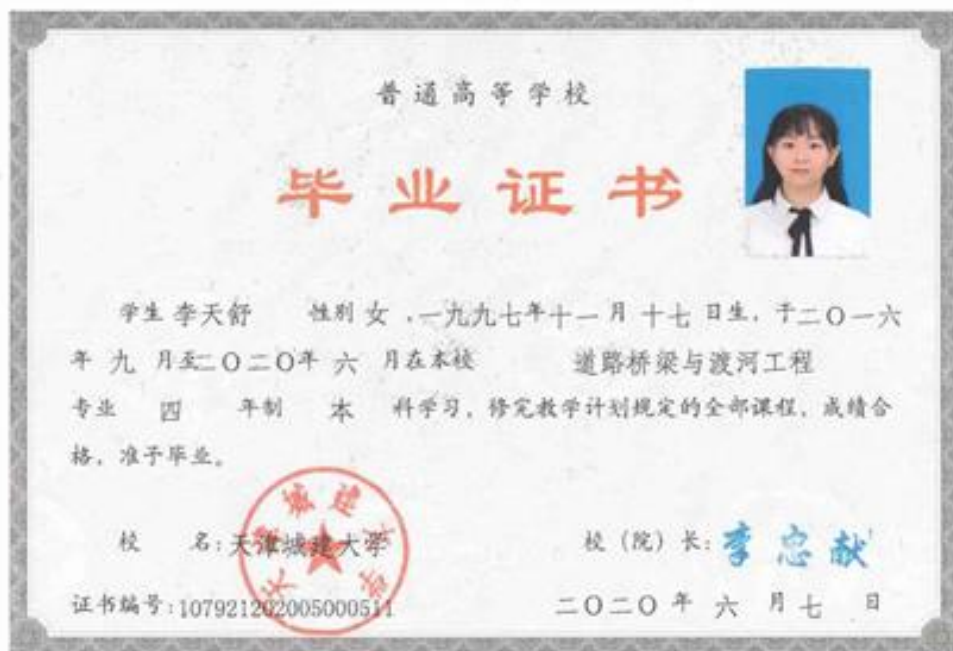 普通高等学校
毕业证书
学生 李天舒 性别 女，一九九七年十一月十七日生，于二〇一六
年九月至二〇二〇年六月在本校 道路桥梁与渡河工程
专业 四 年制 本 科学习，修完教学计划规定的全部课程，成绩合
格，准予毕业。
天津城建大学
校 名：天津城建大学 校（院）长：李忠献
证书编号：107921202005000511 二〇二〇年六月七日